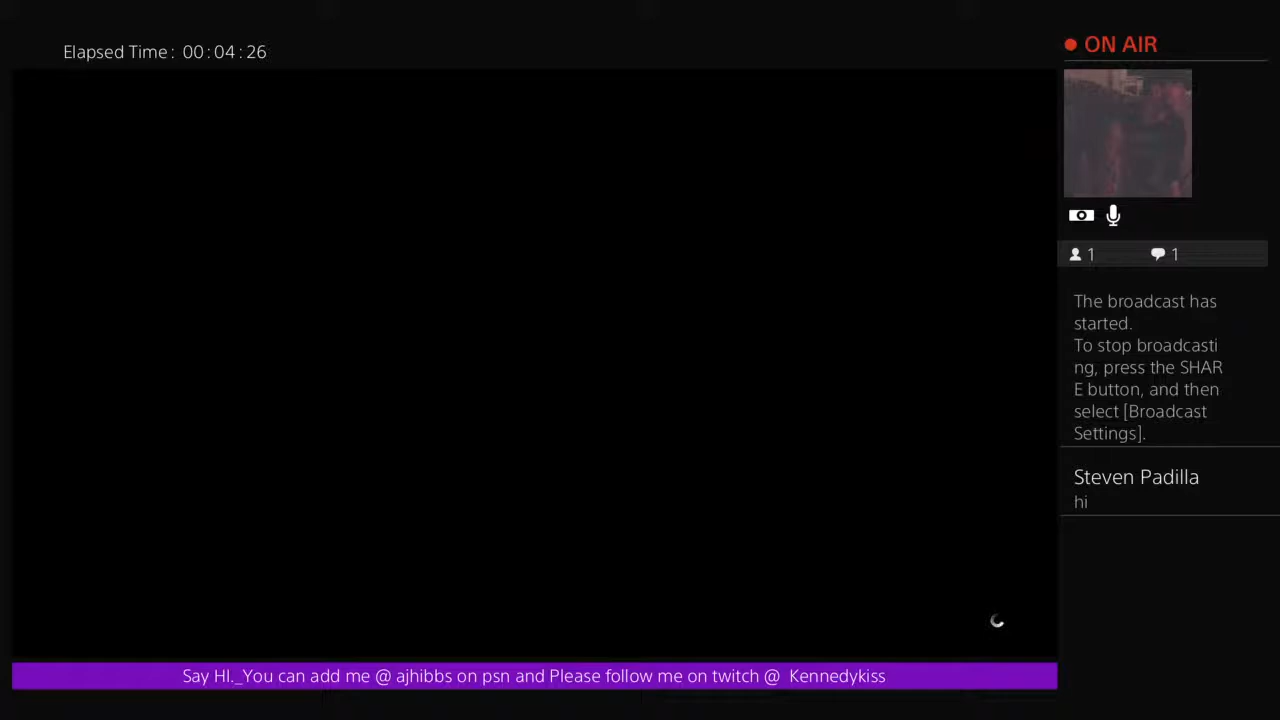 Elapsed Time: 00:04:26
ON AIR
1 1
The broadcast has
started.
To stop broadcasti
ng, press the SHAR
E button, and then
select [Broadcast
Settings].
Steven Padilla
hi
Say HI._You can add me @ ajhibbs on psn and Please follow me on twitch @ Kennedykiss